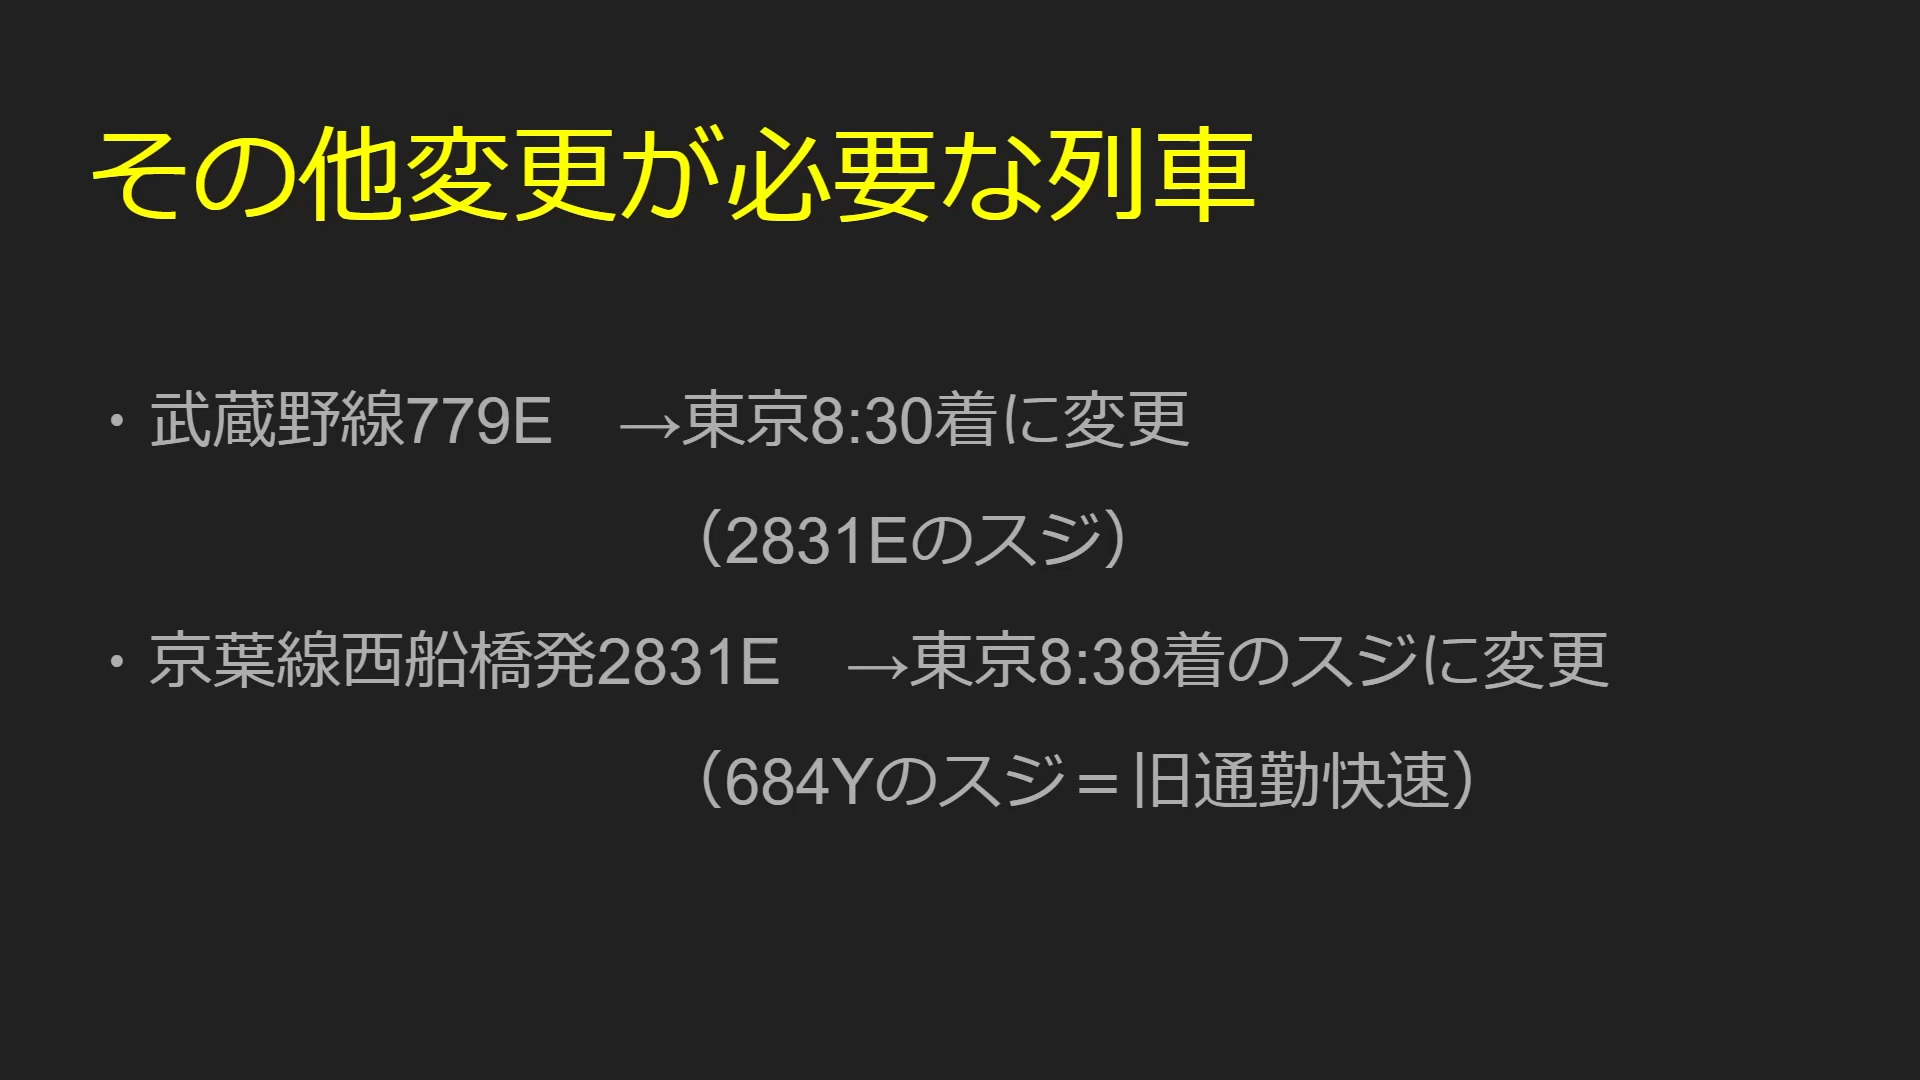 その他変更が必要な列車
・武蔵野線779E　→東京8:30着に変更
（2831Eのスジ）
・京葉線西船橋発2831E　→東京8:38着のスジに変更
（684Yのスジ＝旧通勤快速）